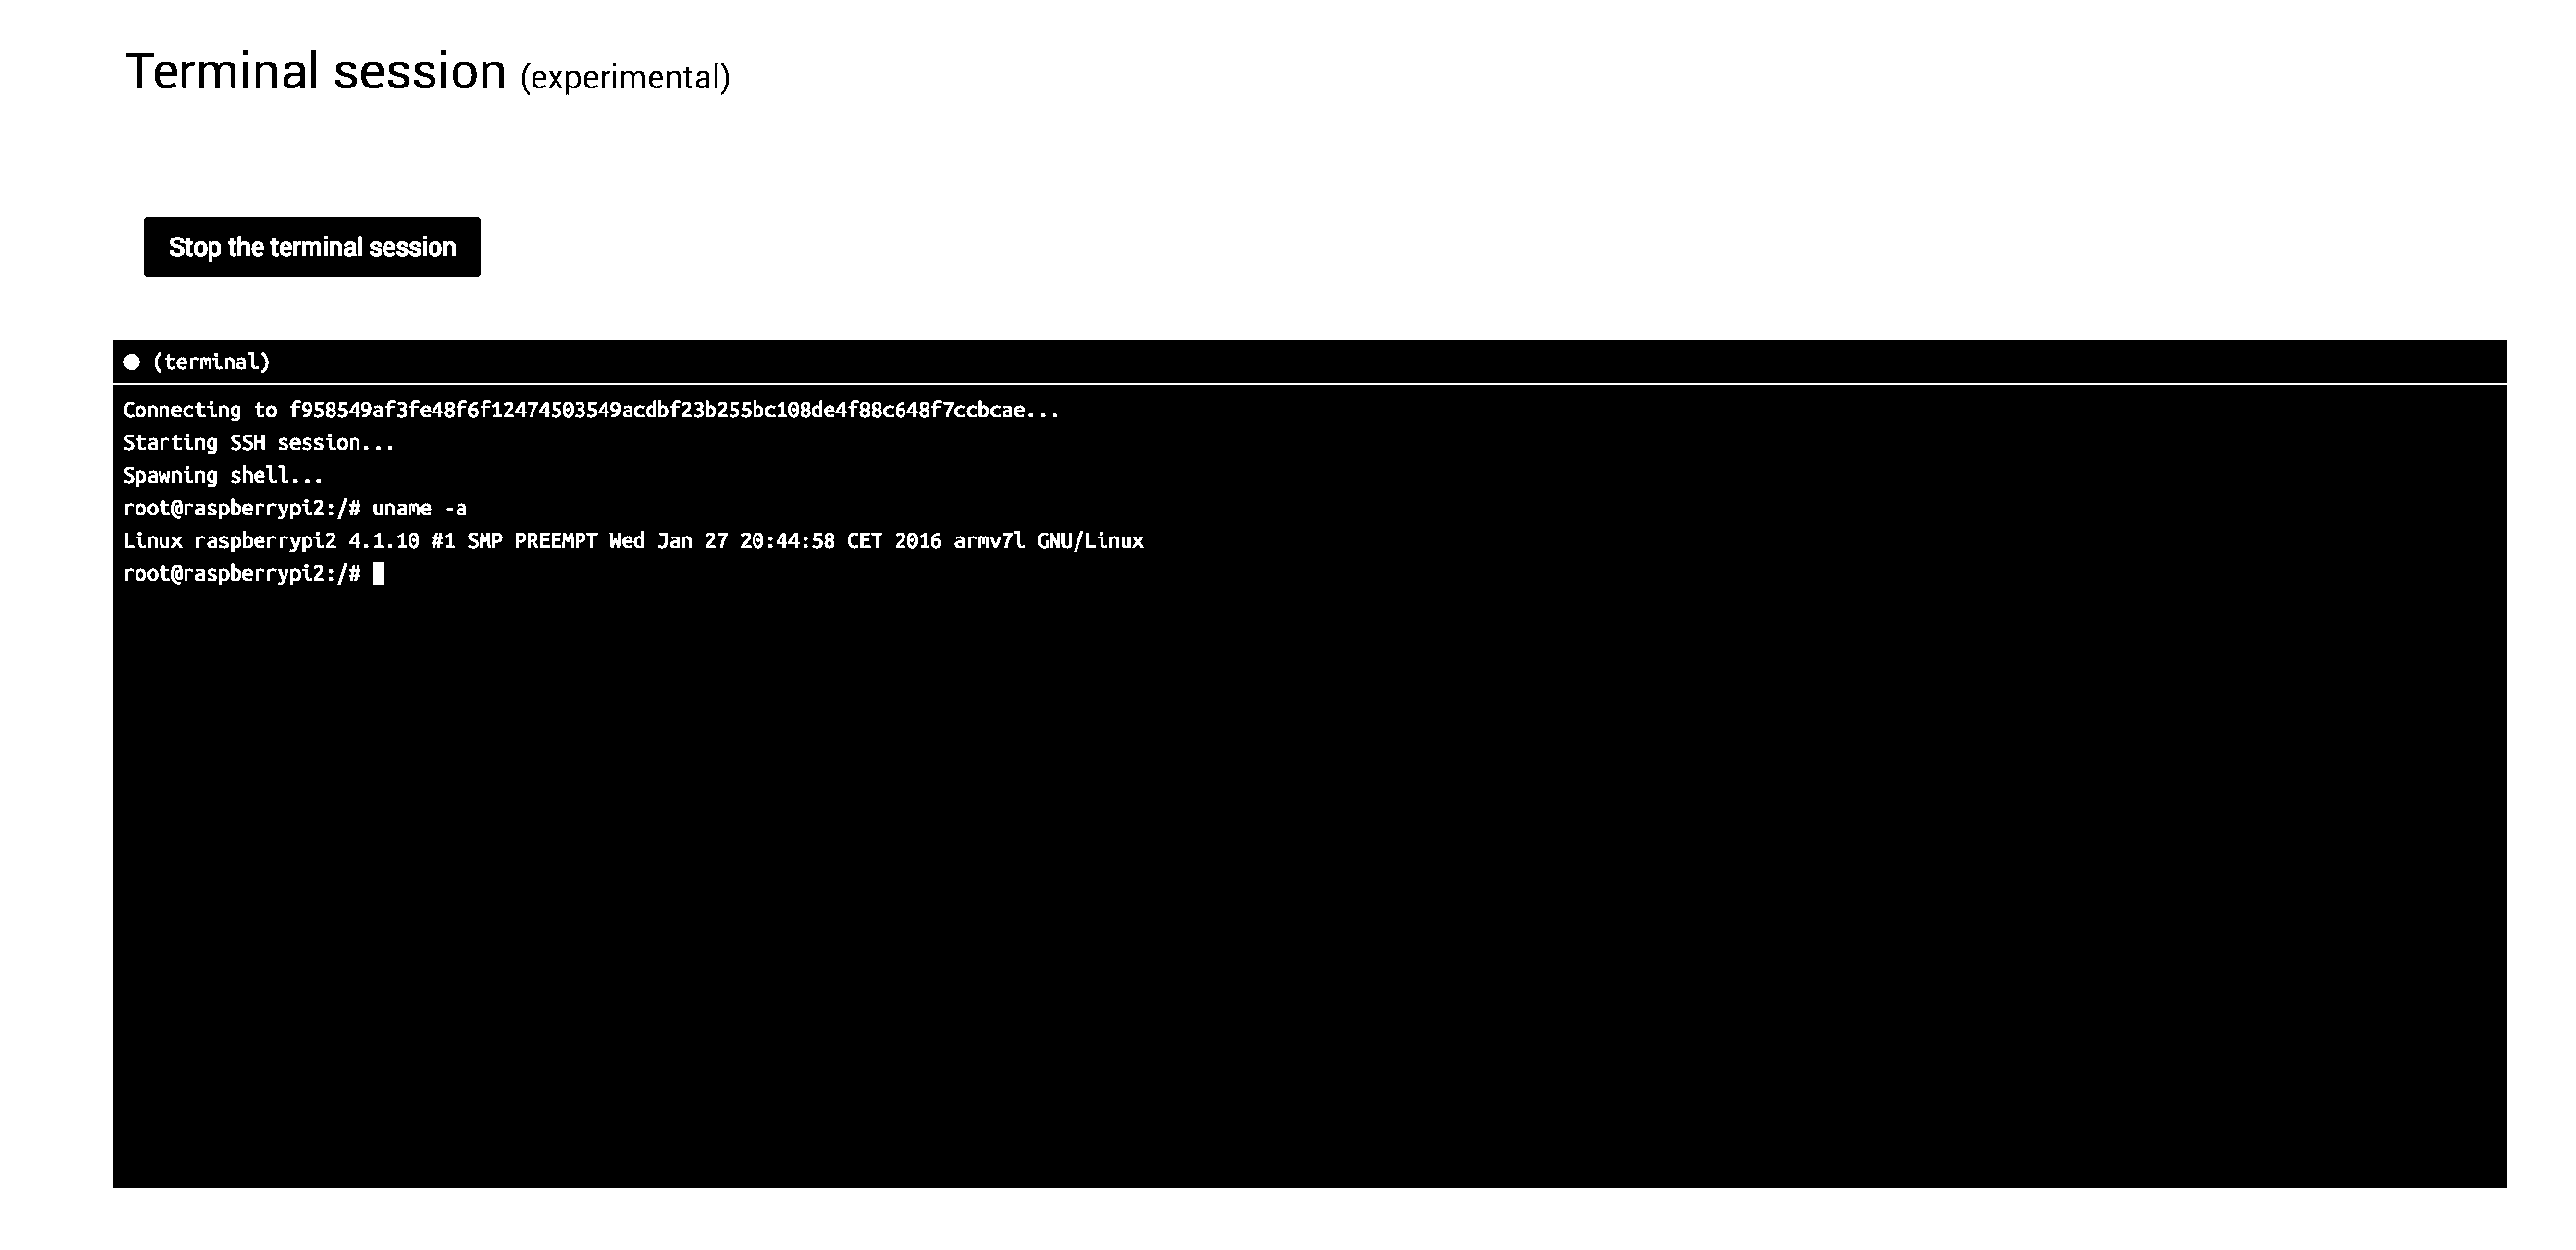 Terminal session (experimental)
Stop the terminal session
(terminal)
Connecting to f958549af3fe48f6f12474503549acdbf23b255bc108de4f88c648f7ccbcae...
Starting SSH session...
Spawning shell...
root@raspberrypi2:/# uname -a
Linux raspberrypi2 4.1.10 #1 SMP PREEMPT Wed Jan 27 20:44:58 CET 2016 armv7l GNU/Linux
root@raspberrypi2:/#